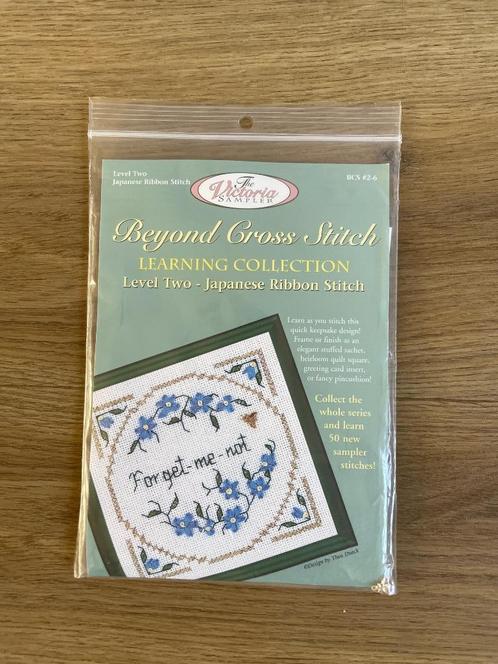 Level Two
Japanese Ribbon Stitch
The
Victoria
SAMPLER
BCS #2-6
Beyond Cross Stitch
LEARNING COLLECTION
Level Two - Japanese Ribbon Stitch
Learn as you stitch this
quick keepsake design!
Frame or finish as an
elegant stuffed sachet,
heirloom quilt square,
greeting card insert,
or fancy pincushion!
Collect the
whole series
and learn
50 new
sampler
stitches!
For get-me-not
©Design by Thea Dueck